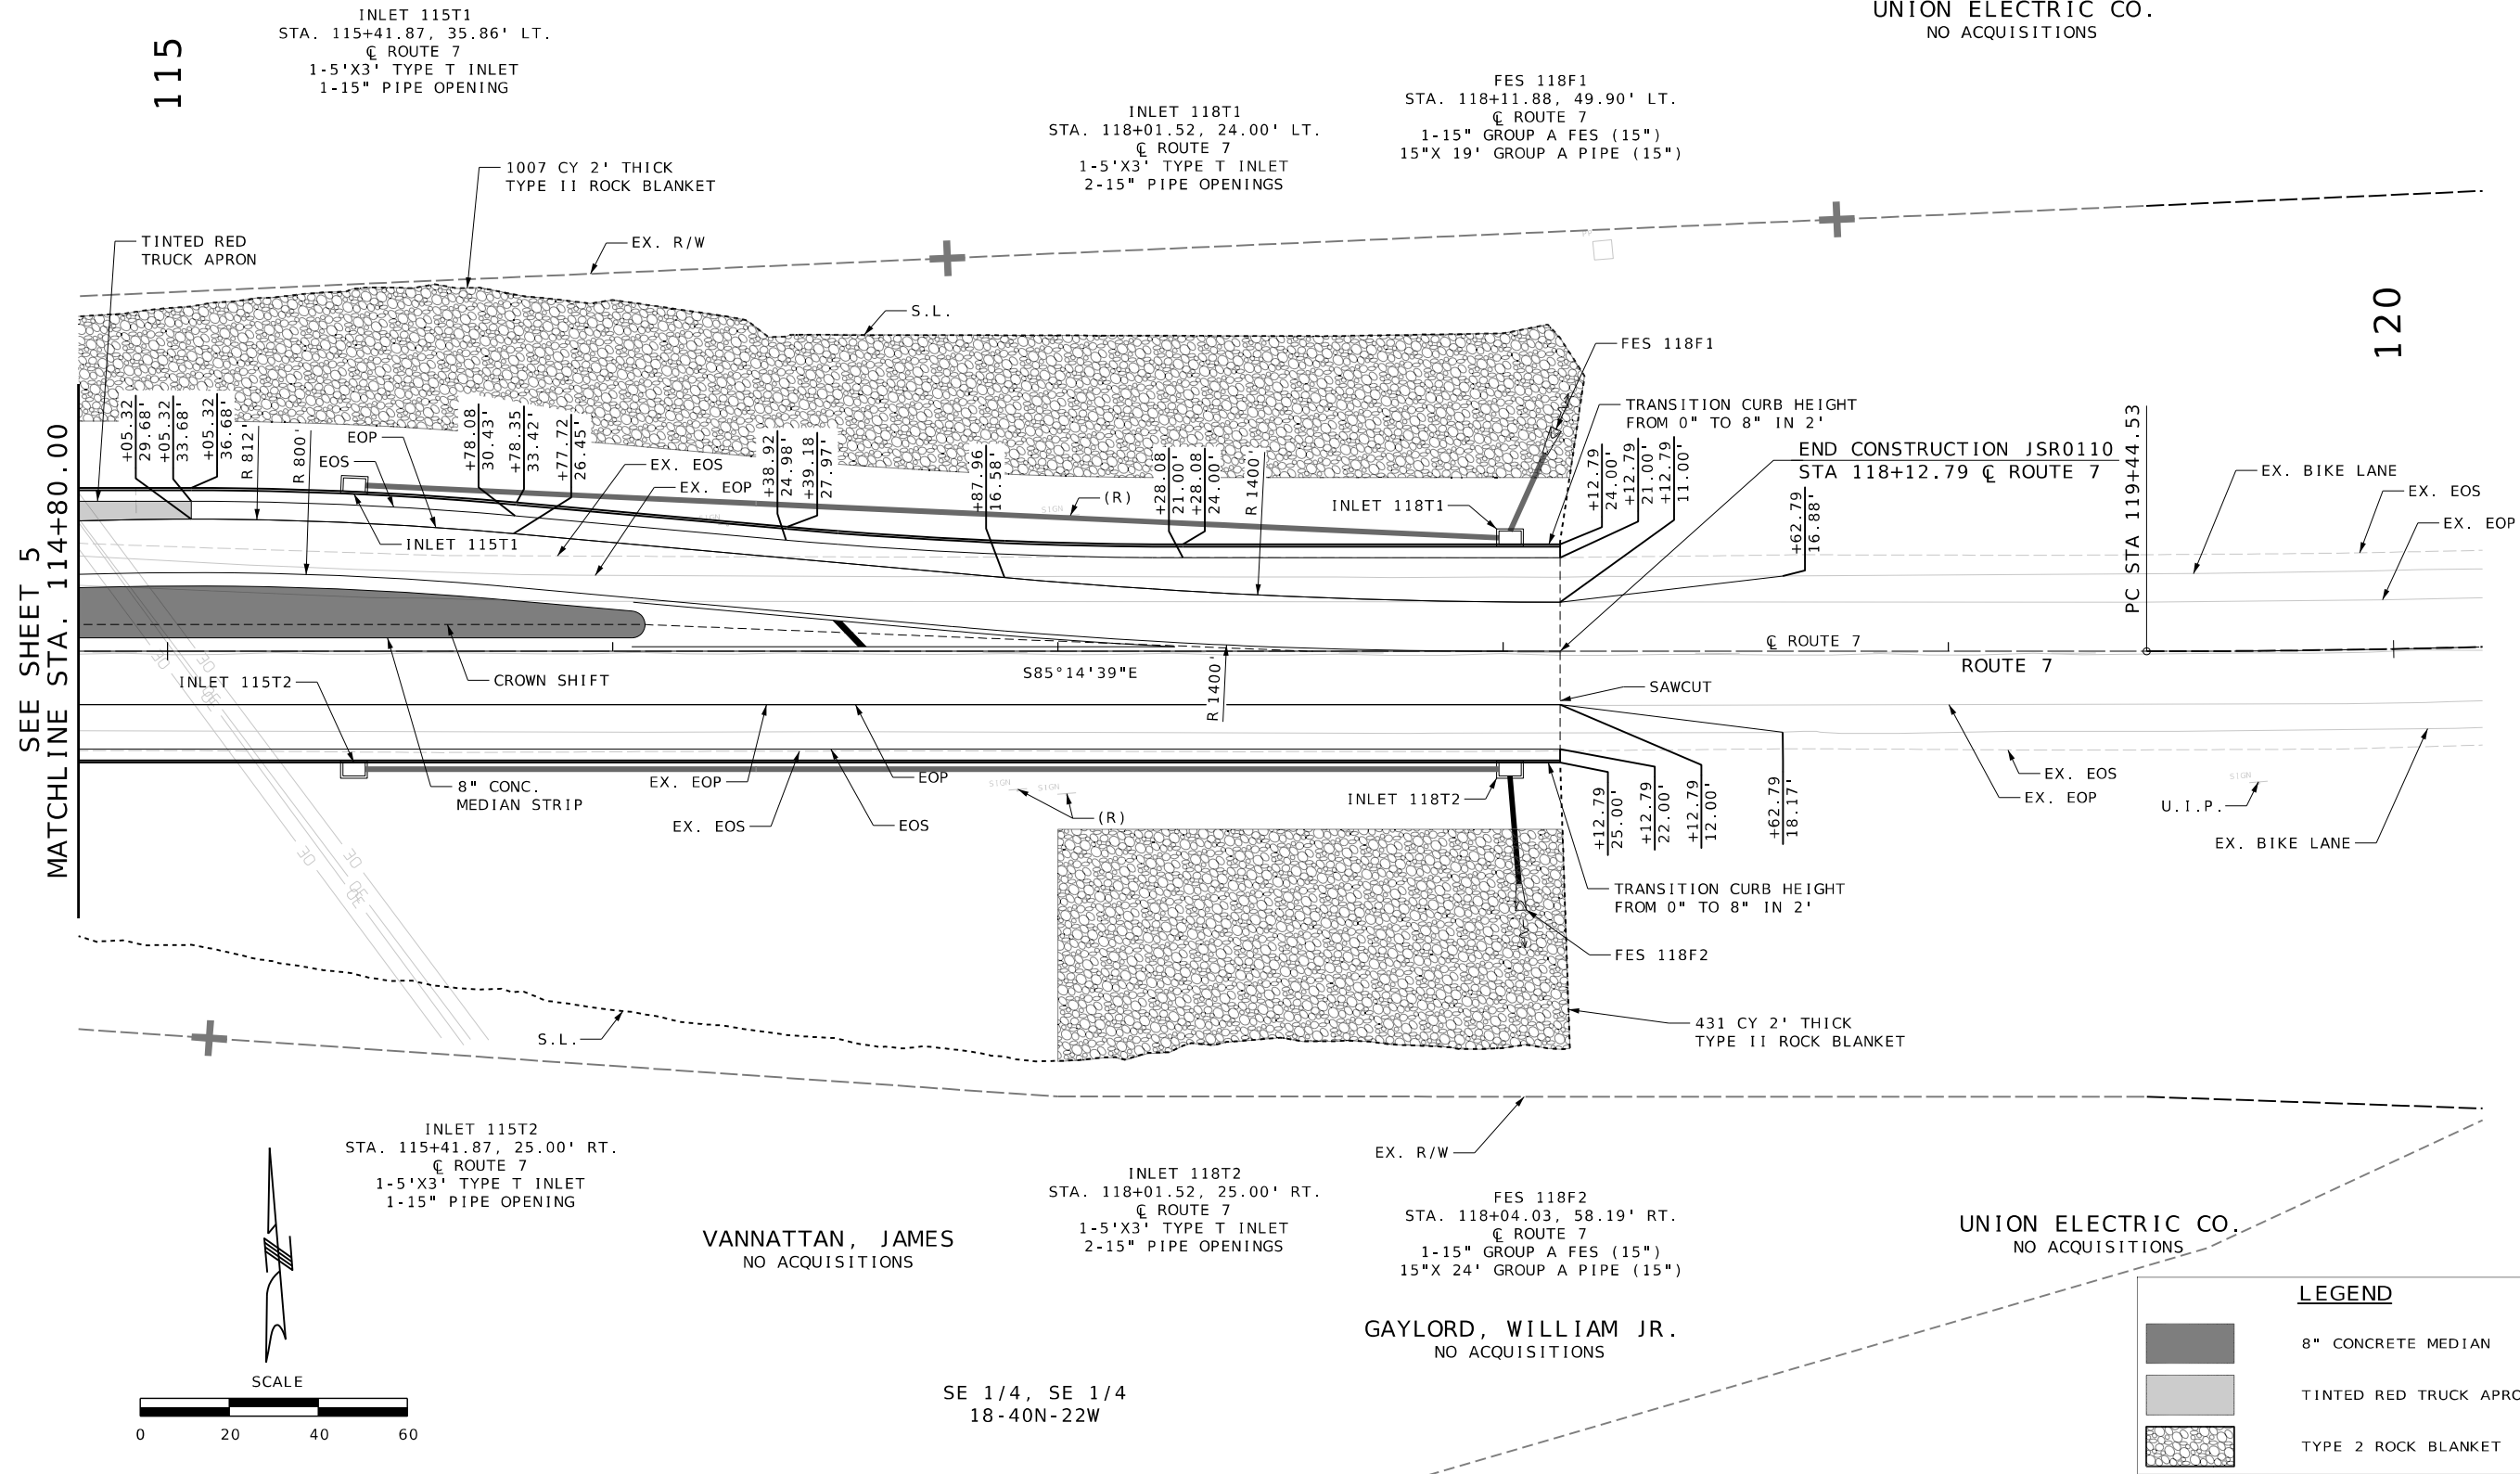 INLET 115T1
STA. 115+41.87, 35.86' LT.
℄ ROUTE 7
1-5'X3' TYPE T INLET
1-15" PIPE OPENING
115
UNION ELECTRIC CO.
NO ACQUISITIONS
INLET 118T1
STA. 118+01.52, 24.00' LT.
℄ ROUTE 7
1-5'X3' TYPE T INLET
2-15" PIPE OPENINGS
FES 118F1
STA. 118+11.88, 49.90' LT.
℄ ROUTE 7
1-15" GROUP A FES (15")
15"X 19' GROUP A PIPE (15")
1007 CY 2' THICK
TYPE II ROCK BLANKET
TINTED RED
TRUCK APRON
EX. R/W
S.L.
120
FES 118F1
TRANSITION CURB HEIGHT
FROM 0" TO 8" IN 2'
END CONSTRUCTION JSR0110
STA 118+12.79 ℄ ROUTE 7
SEE SHEET 5
MATCHLINE STA. 114+80.00
+05.32
29.68'
+05.32
33.68'
+05.32
36.68'
R 812'
R 800'
EOP
EOS
+78.08
30.43'
+78.35
33.42'
+77.72
26.45'
EX. EOS
EX. EOP
+38.92
24.98'
+39.18
27.97'
+87.96
16.58'
SIGN
SIGN
(R)
+28.08
21.00'
+28.08
24.00'
R 1400'
INLET 118T1
+12.79
24.00'
+12.79
21.00'
+12.79
11.00'
+62.79
16.88'
PC STA 119+44.53
EX. BIKE LANE
EX. EOS
EX. EOP
INLET 115T1
℄ ROUTE 7
ROUTE 7
S85°14'39"E
R 1400'
CROWN SHIFT
INLET 115T2
SAWCUT
8" CONC.
MEDIAN STRIP
EX. EOP
EOP
EX. EOS
EOS
SIGN
SIGN
(R)
INLET 118T2
+12.79
25.00'
+12.79
22.00'
+12.79
12.00'
+62.79
18.17'
EX. EOS
EX. EOP
SIGN
U.I.P.
EX. BIKE LANE
TRANSITION CURB HEIGHT
FROM 0" TO 8" IN 2'
FES 118F2
431 CY 2' THICK
TYPE II ROCK BLANKET
S.L.
EX. R/W
INLET 115T2
STA. 115+41.87, 25.00' RT.
℄ ROUTE 7
1-5'X3' TYPE T INLET
1-15" PIPE OPENING
INLET 118T2
STA. 118+01.52, 25.00' RT.
℄ ROUTE 7
1-5'X3' TYPE T INLET
2-15" PIPE OPENINGS
FES 118F2
STA. 118+04.03, 58.19' RT.
℄ ROUTE 7
1-15" GROUP A FES (15")
15"X 24' GROUP A PIPE (15")
VANNATTAN, JAMES
NO ACQUISITIONS
UNION ELECTRIC CO.
NO ACQUISITIONS
GAYLORD, WILLIAM JR.
NO ACQUISITIONS
SE 1/4, SE 1/4
18-40N-22W
SCALE
0 20 40 60
LEGEND
8" CONCRETE MEDIAN
TINTED RED TRUCK APRO
TYPE 2 ROCK BLANKET